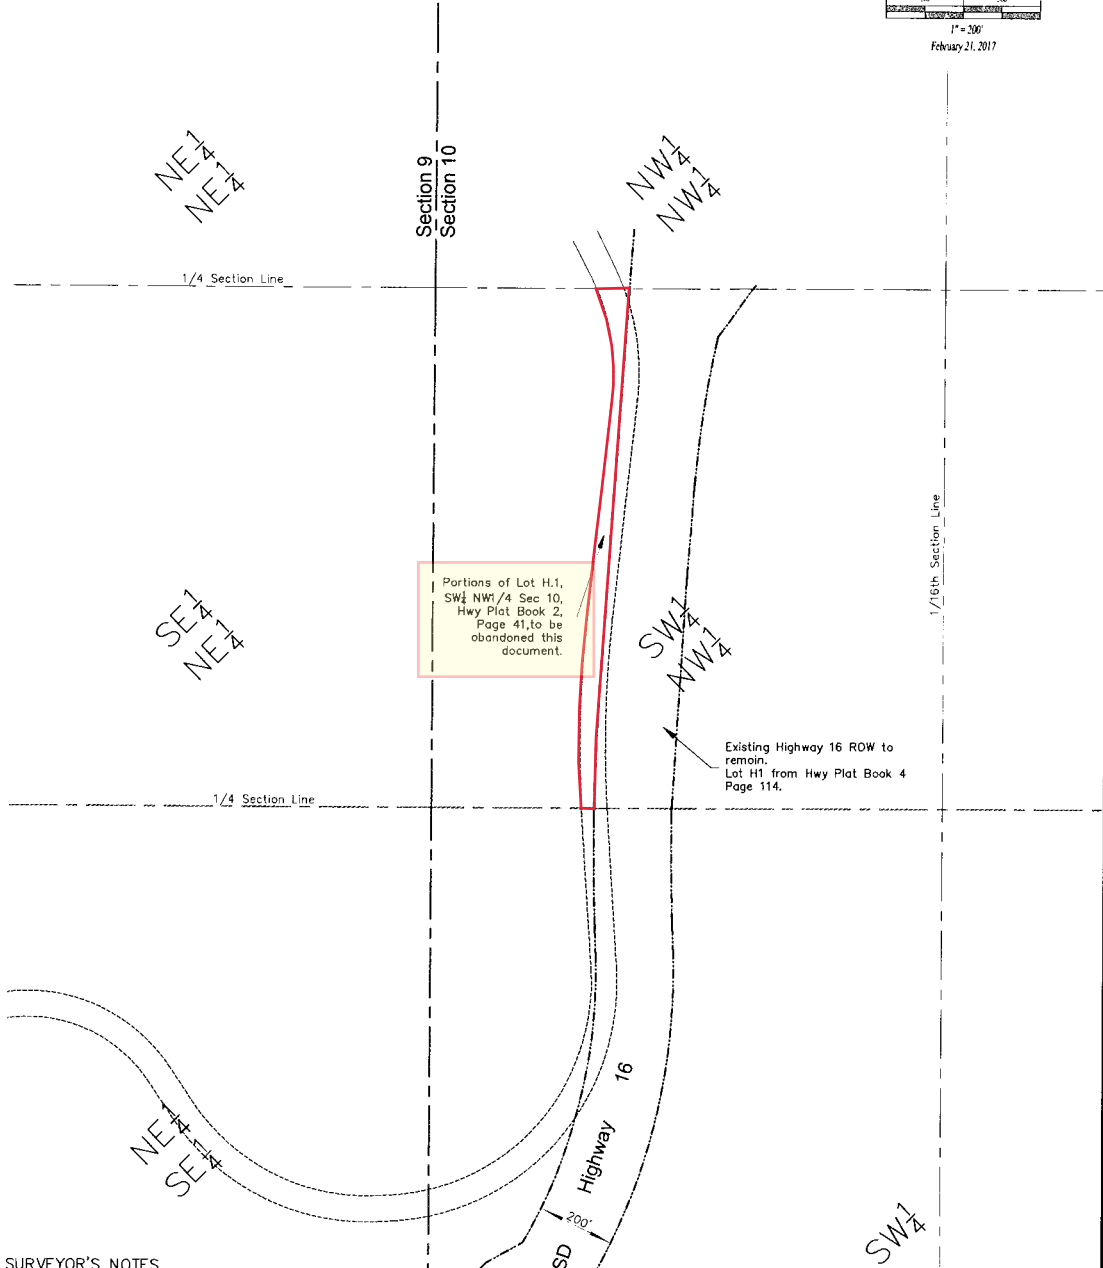 1" = 200'
February 21, 2017
NE1/4
NE1/4
Section 9
Section 10
NW1/4
NW1/4
1/4 Section Line
1/16th Section Line
Portions of Lot H.1,
SW1/4 NW1/4 Sec 10,
Hwy Plat Book 2,
Page 41,to be
obandoned this
document.
SE1/4
NE1/4
SW1/4
NW1/4
Existing Highway 16 ROW to
remoin.
Lot H1 from Hwy Plat Book 4
Page 114.
1/4 Section Line
NE1/4
SE1/4
SD Highway 16
200'
SW1/4
SURVEYOR'S NOTES